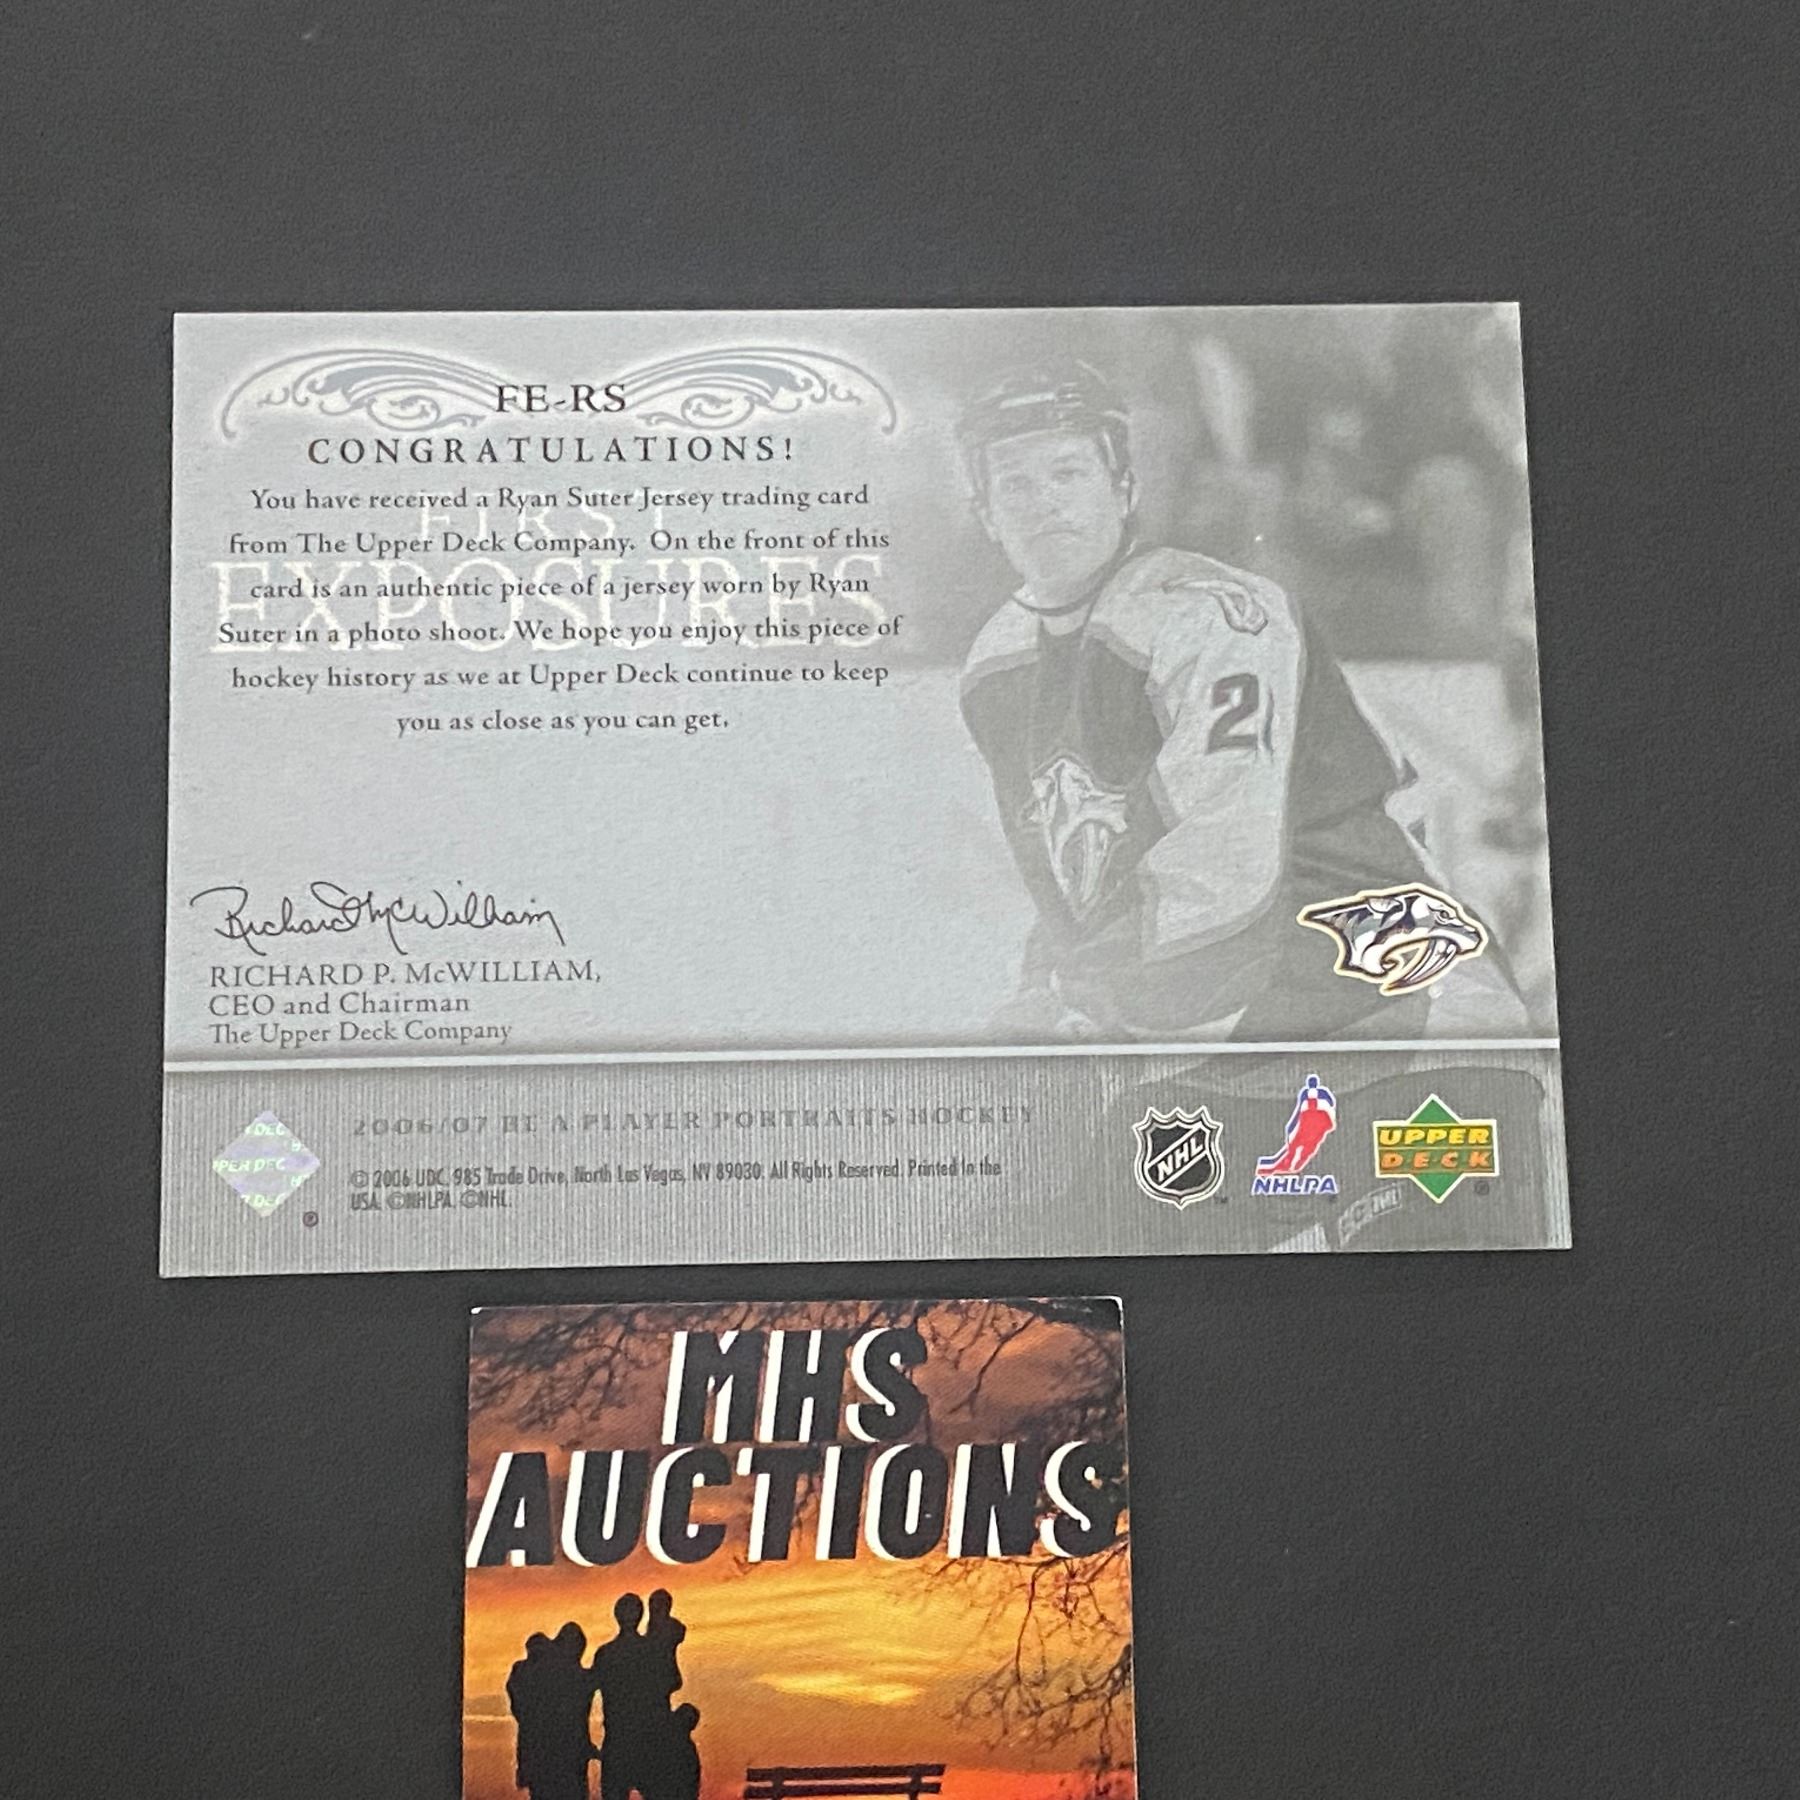 FE-RS
CONGRATULATIONS!
You have received a Ryan Suter Jersey trading card
from The Upper Deck Company. On the front of this
card is an authentic piece of a jersey worn by Ryan
Suter in a photo shoot. We hope you enjoy this piece of
hockey history as we at Upper Deck continue to keep
you as close as you can get.
FIRST
EXPOSURES
Richard McWilliam
RICHARD P. McWILLIAM,
CEO and Chairman
The Upper Deck Company
2
2006/07 BE A PLAYER PORTRAITS HOCKEY
© 2006 UDC, 985 Trade Drive, North Las Vegas, NV 89030. All Rights Reserved. Printed In the
USA. ©NHLPA. ©NHL.
®
NHL
NHLPA
UPPER
DECK
CCM
MHS
AUCTIONS